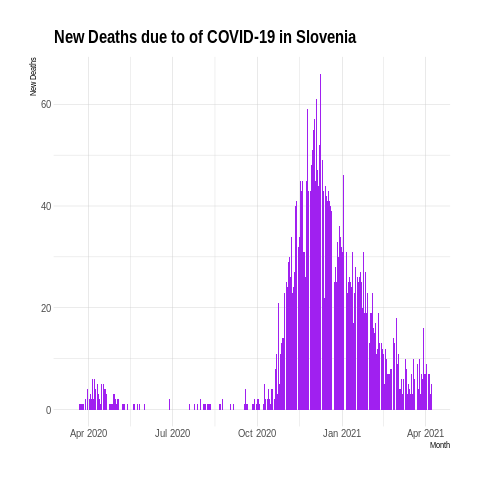 New Deaths due to of COVID-19 in Slovenia
New Deaths
60
40
20
0
Apr 2020
Jul 2020
Oct 2020
Jan 2021
Apr 2021
Month